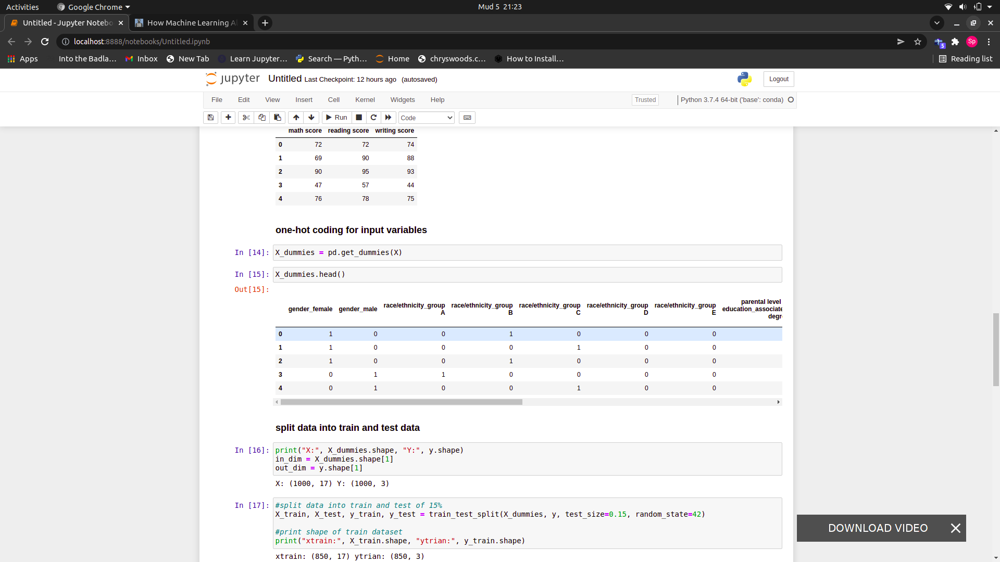 Activities Google Chrome Mud 5 21:23
Untitled - Jupyter Notebo How Machine Learning Al
localhost:8888/notebooks/Untitled.ipynb Sp 5
Apps Into the Badla... Inbox New Tab Learn Jupyter... Search — Pyth... Home chryswoods.c... How to Install... Reading list
jupyter Untitled Last Checkpoint: 12 hours ago (autosaved) Logout
File Edit View Insert Cell Kernel Widgets Help Trusted Python 3.7.4 64-bit ('base': conda)
Run Code
math score reading score writing score
0 72 72 74
1 69 90 88
2 90 95 93
3 47 57 44
4 76 78 75
one-hot coding for input variables
In [14]: X_dummies = pd.get_dummies(X)
In [15]: X_dummies.head()
Out[15]:
gender_female gender_male race/ethnicity_group A race/ethnicity_group B race/ethnicity_group C race/ethnicity_group D race/ethnicity_group E parental level education_associate degr
0 1 0 0 1 0 0 0
1 1 0 0 0 1 0 0
2 1 0 0 1 0 0 0
3 0 1 1 0 0 0 0
4 0 1 0 0 1 0 0
split data into train and test data
In [16]: print("X:", X_dummies.shape, "Y:", y.shape)
in_dim = X_dummies.shape[1]
out_dim = y.shape[1]
X: (1000, 17) Y: (1000, 3)
In [17]: #split data into train and test of 15%
X_train, X_test, y_train, y_test = train_test_split(X_dummies, y, test_size=0.15, random_state=42)
#print shape of train dataset
print("xtrain:", X_train.shape, "ytrian:", y_train.shape)
xtrain: (850, 17) ytrian: (850, 3)
DOWNLOAD VIDEO